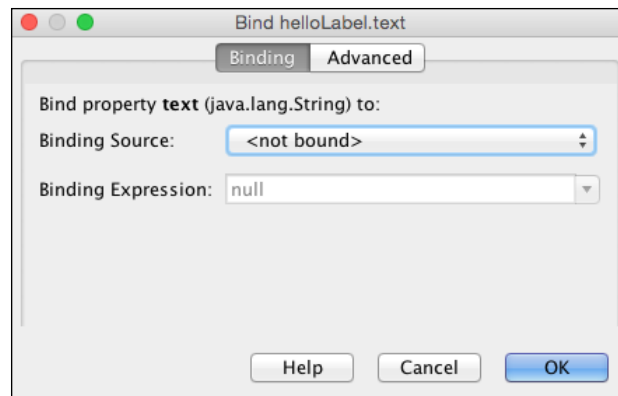 Bind helloLabel.text
Binding Advanced
Bind property text (java.lang.String) to:
Binding Source: <not bound>
Binding Expression: null
Help Cancel OK